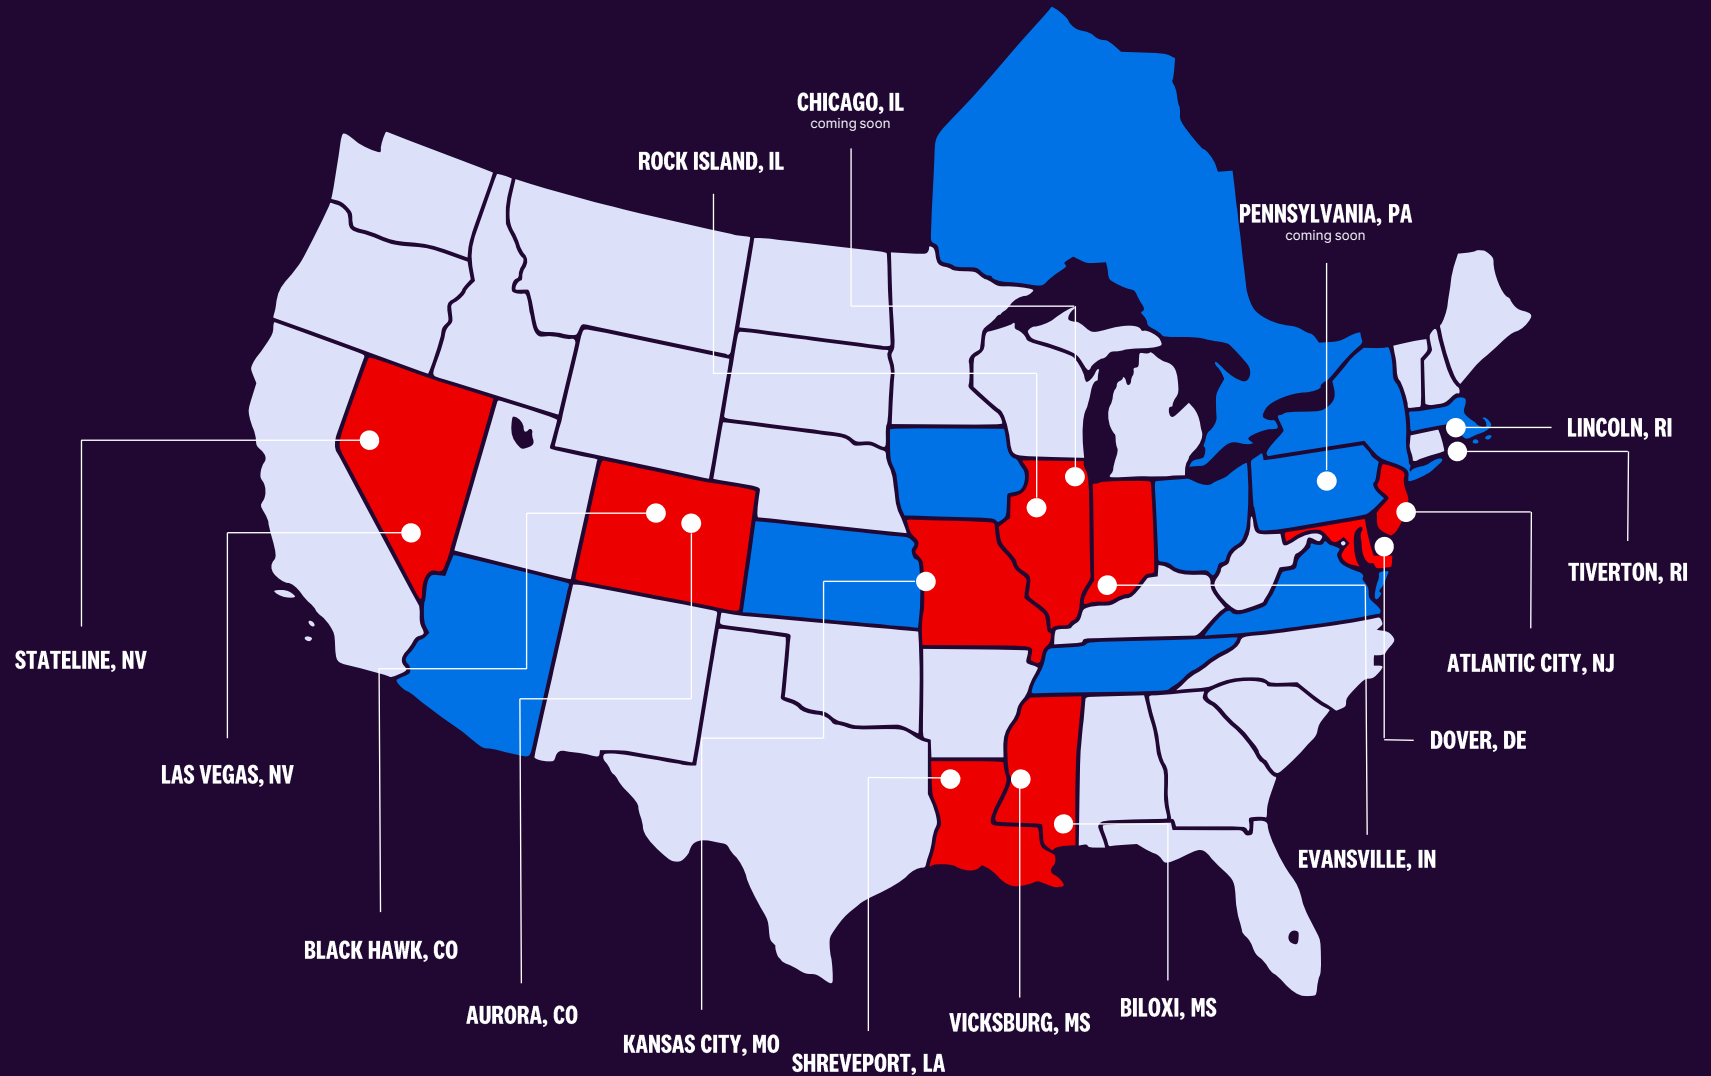 CHICAGO, IL
coming soon
ROCK ISLAND, IL
PENNSYLVANIA, PA
coming soon
LINCOLN, RI
TIVERTON, RI
STATELINE, NV
ATLANTIC CITY, NJ
DOVER, DE
LAS VEGAS, NV
EVANSVILLE, IN
BLACK HAWK, CO
BILOXI, MS
AURORA, CO
VICKSBURG, MS
KANSAS CITY, MO
SHREVEPORT, LA